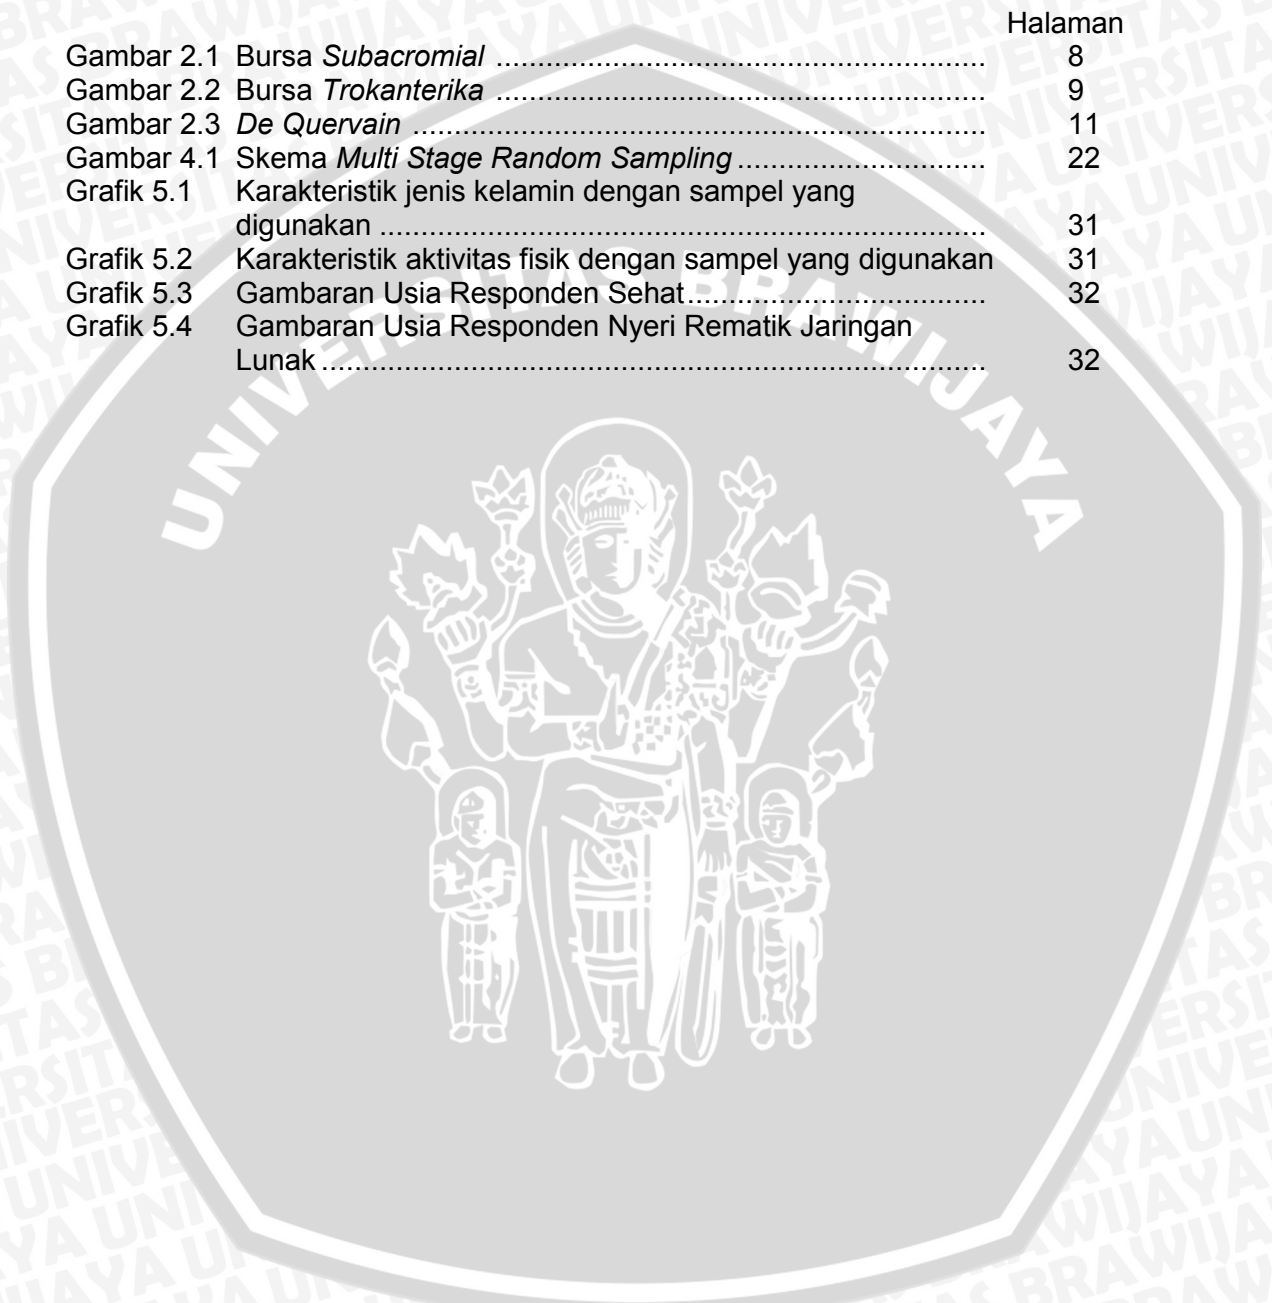 Halaman
Gambar 2.1 Bursa Subacromial ........................................................... 8
Gambar 2.2 Bursa Trokanterika ........................................................... 9
Gambar 2.3 De Quervain ..................................................................... 11
Gambar 4.1 Skema Multi Stage Random Sampling .............................. 22
Grafik 5.1 Karakteristik jenis kelamin dengan sampel yang
digunakan ......................................................................... 31
Grafik 5.2 Karakteristik aktivitas fisik dengan sampel yang digunakan 31
Grafik 5.3 Gambaran Usia Responden Sehat .................................... 32
Grafik 5.4 Gambaran Usia Responden Nyeri Rematik Jaringan
Lunak ................................................................................ 32
UNIVERSITAS BRAWIJAYA